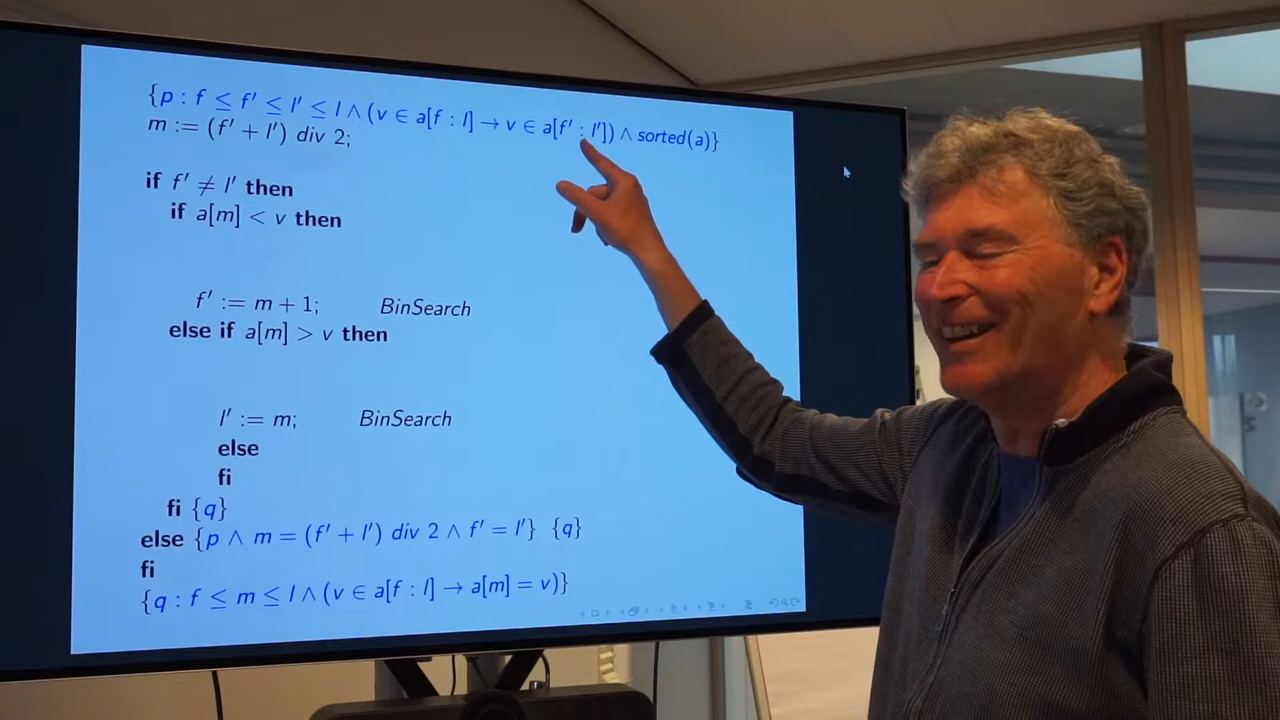 {p : f ≤ f′ ≤ l′ ≤ l ∧ (v ∈ a[f : l] → v ∈ a[f′ : l′]) ∧ sorted(a)}
m := (f′ + l′) div 2;
if f′ ≠ l′ then
if a[m] < v then
f′ := m + 1; BinSearch
else if a[m] > v then
l′ := m; BinSearch
else
fi
fi {q}
else {p ∧ m = (f′ + l′) div 2 ∧ f′ = l′} {q}
fi
{q : f ≤ m ≤ l ∧ (v ∈ a[f : l] → a[m] = v)}